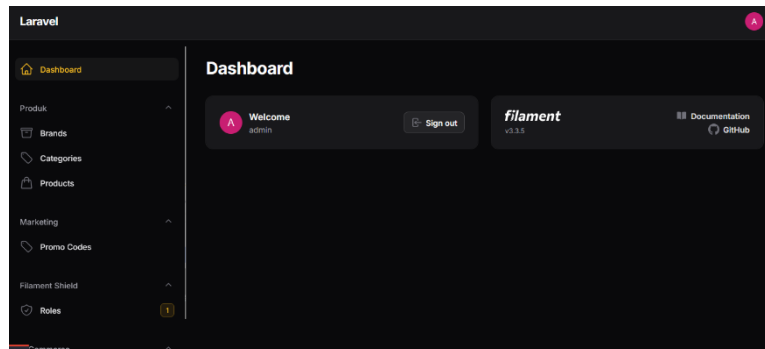 Laravel
A
Dashboard
Produk
Brands
Categories
Products
Marketing
Promo Codes
Filament Shield
Roles
1
Dashboard
A
Welcome
admin
Sign out
filament
v3.3.5
Documentation
GitHub